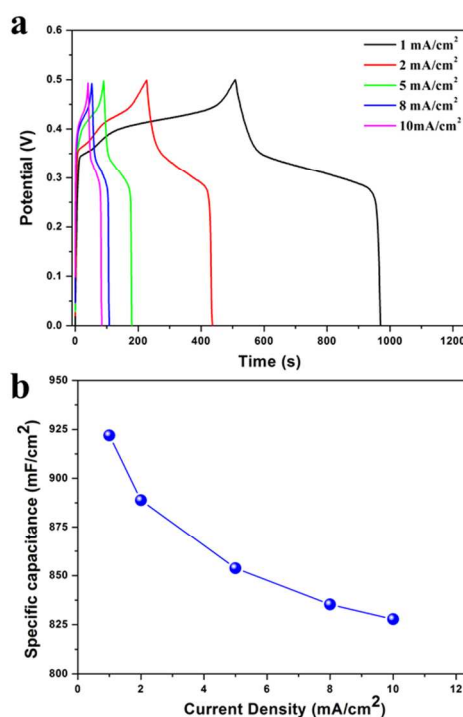 a
0.7
0.6
0.5
0.4
0.3
0.2
0.1
0.0
Potential (V)
1 mA/cm²
2 mA/cm²
5 mA/cm²
8 mA/cm²
10mA/cm²
0 200 400 600 800 1000 1200
Time (s)
b
950
925
900
875
850
825
800
Specific capacitance (mF/cm²)
0 2 4 6 8 10 12
Current Density (mA/cm²)